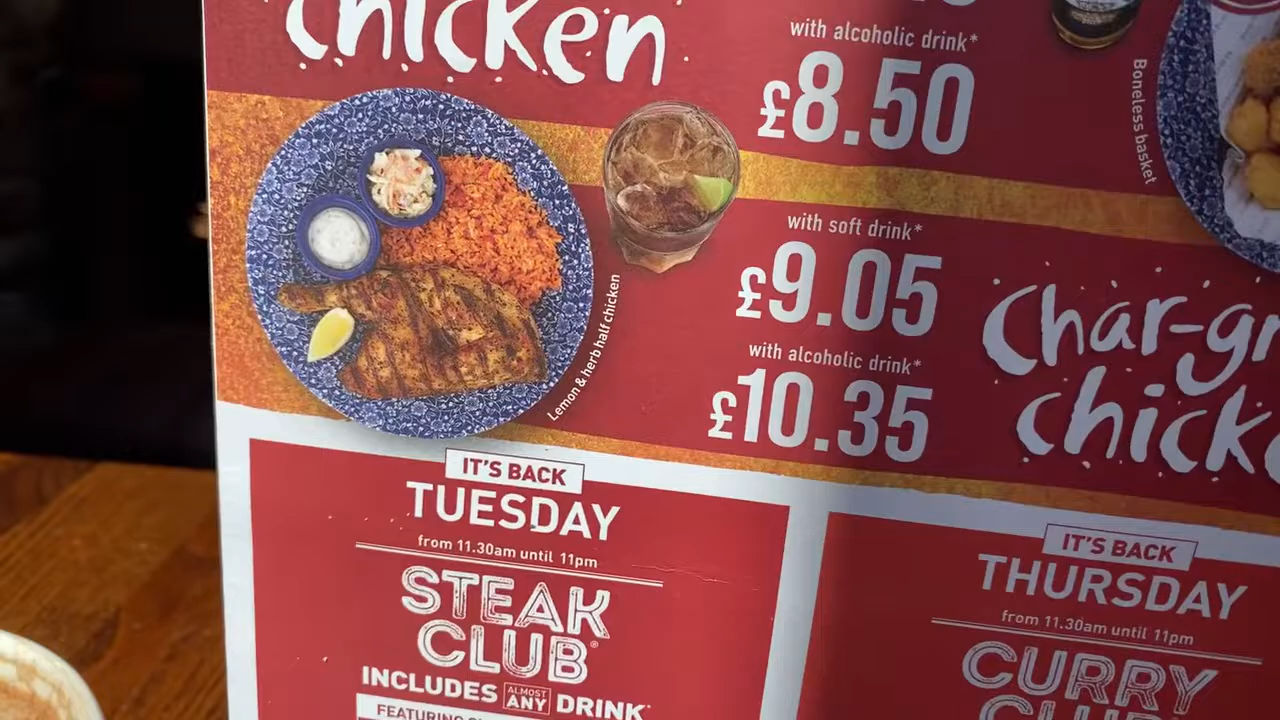 chicken
with alcoholic drink*
£8.50
Boneless basket
with soft drink*
£9.05
with alcoholic drink*
£10.35
Lemon & herb half chicken
Char-gr
chick
IT'S BACK
TUESDAY
from 11.30am until 11pm
STEAK
CLUB®
INCLUDES ALMOST ANY DRINK*
FEATURING
IT'S BACK
THURSDAY
from 11.30am until 11pm
CURRY
CLUB